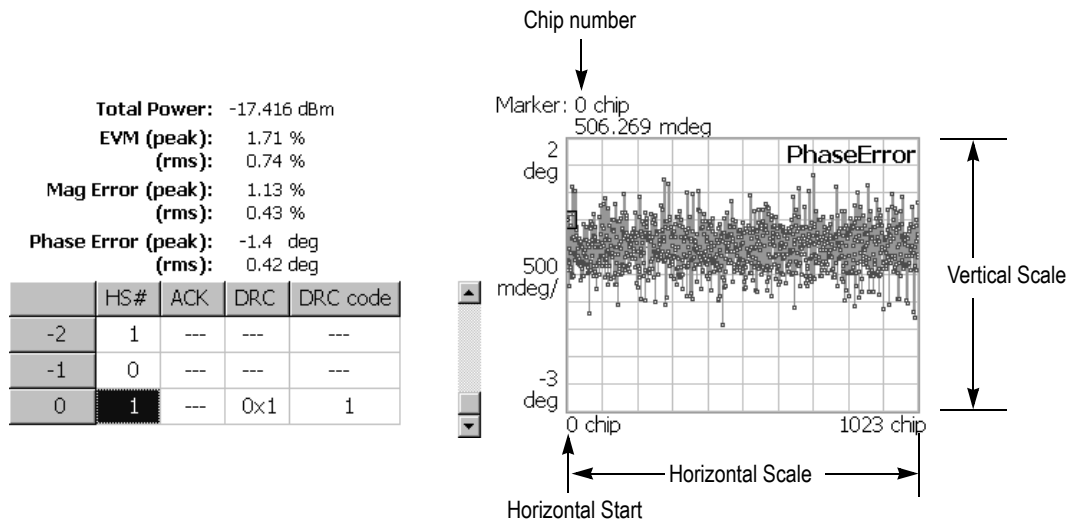 Chip number
Total Power: -17.416 dBm
EVM (peak): 1.71 %
(rms): 0.74 %
Mag Error (peak): 1.13 %
(rms): 0.43 %
Phase Error (peak): -1.4 deg
(rms): 0.42 deg
HS# ACK DRC DRC code
-2 1 --- --- ---
-1 0 --- --- ---
0 1 --- 0x1 1
Marker: 0 chip
506.269 mdeg
PhaseError
2
deg
500
mdeg/
-3
deg
0 chip 1023 chip
Vertical Scale
Horizontal Scale
Horizontal Start